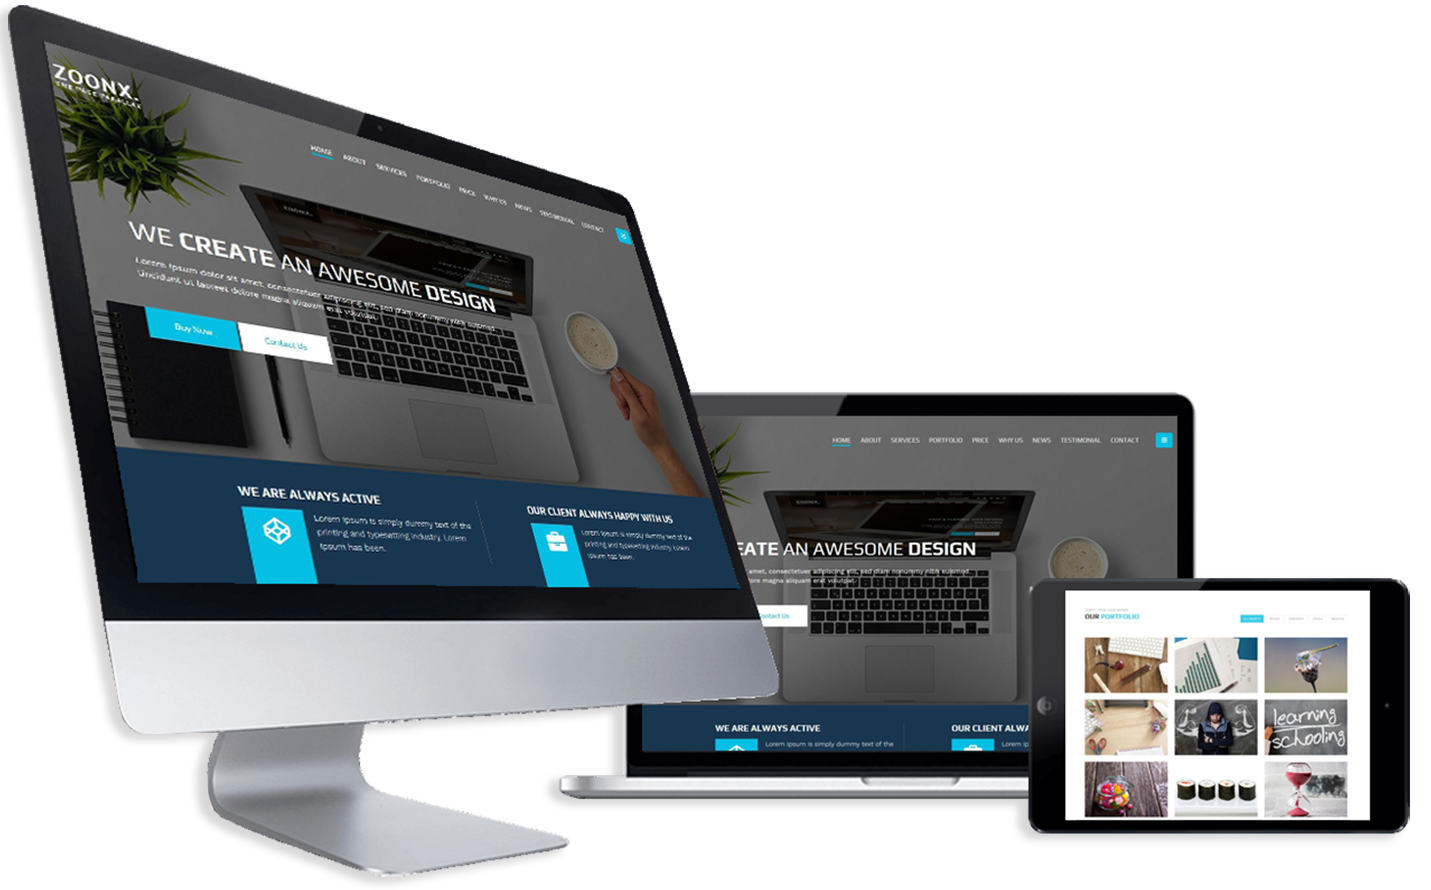 ZOONX.
HOME ABOUT SERVICES PORTFOLIO PRICE WHY US NEWS TESTIMONIAL CONTACT
WE CREATE AN AWESOME DESIGN
Lorem ipsum dolor sit amet, consectetuer adipiscing elit, sed diam nonummy nibh euismod
tincidunt ut laoreet dolore magna aliquam erat volutpat.
Buy Now
Contact Us
WE ARE ALWAYS ACTIVE
Lorem Ipsum is simply dummy text of the
printing and typesetting industry. Lorem
Ipsum has been.
OUR CLIENT ALWAYS HAPPY WITH US
Lorem Ipsum is simply dummy text of the
printing and typesetting industry. Lorem
Ipsum has been.
HOME ABOUT SERVICES PORTFOLIO PRICE WHY US NEWS TESTIMONIAL CONTACT
EATE AN AWESOME DESIGN
amet, consectetuer adipiscing elit, sed diam nonummy nibh euismod
dolore magna aliquam erat volutpat.
Contact Us
WE ARE ALWAYS ACTIVE
Lorem Ipsum is simply dummy text of the
OUR CLIENT ALWA
Lorem Ip
OUR PORTFOLIO
learning
schooling